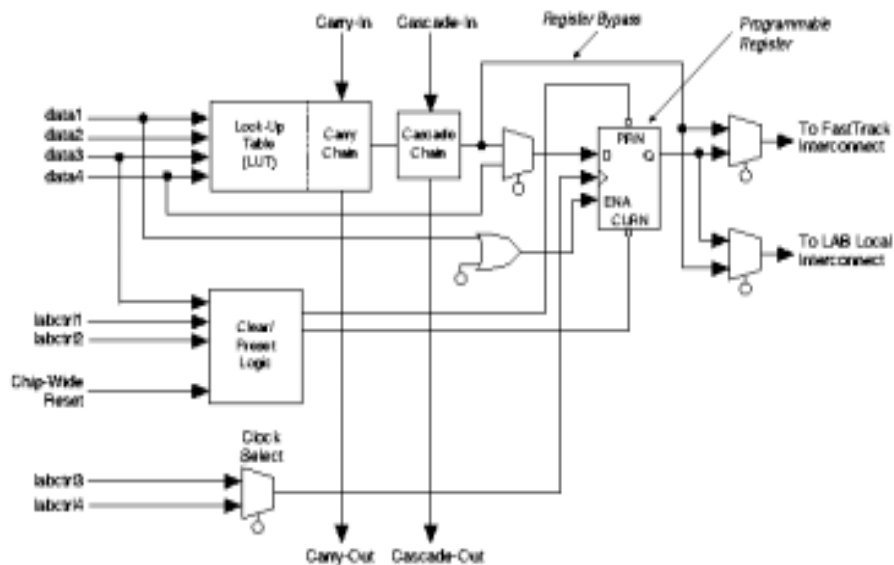 Carry-In
Cascade-In
Register Bypass
Programmable
Register
data1
data2
data3
data4
Look-Up
Table
(LUT)
Carry
Chain
Cascade
Chain
PRN
D
Q
ENA
CLRN
To FastTrack
Interconnect
To LAB Local
Interconnect
labctrl1
labctrl2
Clear/
Preset
Logic
Chip-Wide
Reset
Clock
Select
labctrl3
labctrl4
Carry-Out
Cascade-Out